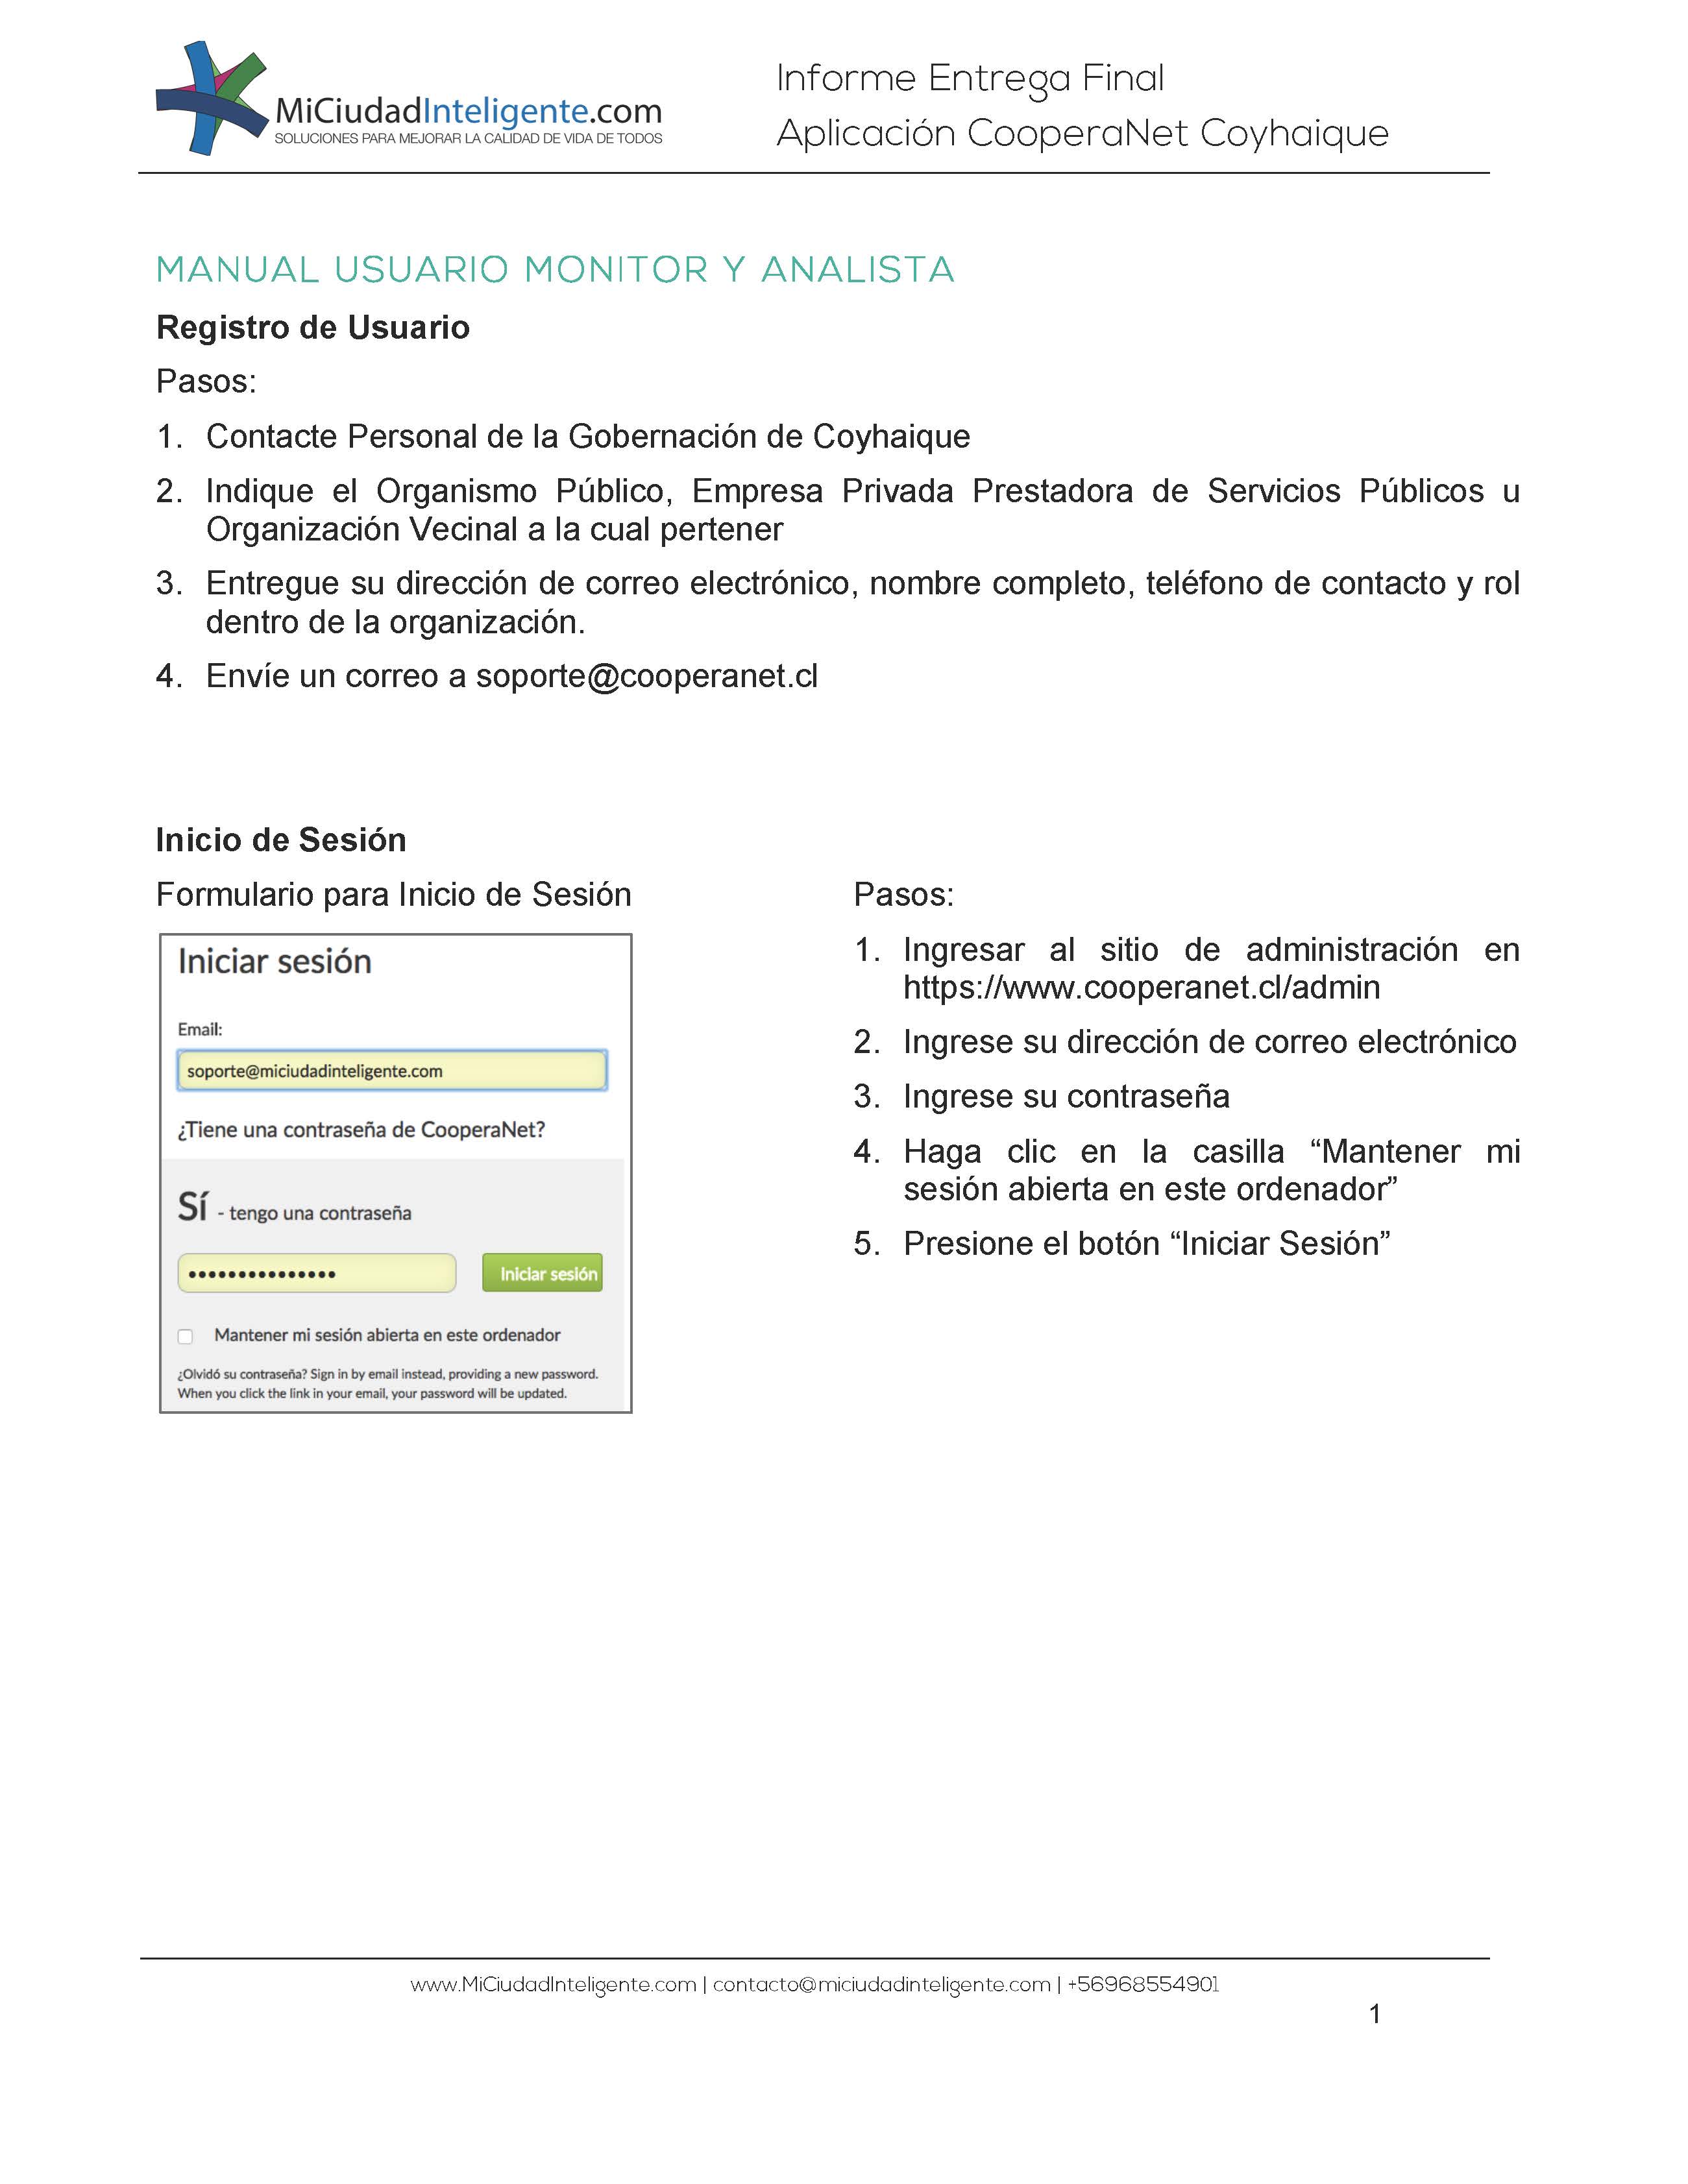 MiCiudadInteligente.com
SOLUCIONES PARA MEJORAR LA CALIDAD DE VIDA DE TODOS
Informe Entrega Final
Aplicación CooperaNet Coyhaique
MANUAL USUARIO MONITOR Y ANALISTA
Registro de Usuario
Pasos:
1. Contacte Personal de la Gobernación de Coyhaique
2. Indique el Organismo Público, Empresa Privada Prestadora de Servicios Públicos u
Organización Vecinal a la cual pertener
3. Entregue su dirección de correo electrónico, nombre completo, teléfono de contacto y rol
dentro de la organización.
4. Envíe un correo a soporte@cooperanet.cl
Inicio de Sesión
Formulario para Inicio de Sesión
Iniciar sesión
Email:
soporte@miciudadinteligente.com
¿Tiene una contraseña de CooperaNet?
Sí - tengo una contraseña
•••••••••••••••
Iniciar sesión
Mantener mi sesión abierta en este ordenador
¿Olvidó su contraseña? Sign in by email instead, providing a new password.
When you click the link in your email, your password will be updated.
Pasos:
1. Ingresar al sitio de administración en
https://www.cooperanet.cl/admin
2. Ingrese su dirección de correo electrónico
3. Ingrese su contraseña
4. Haga clic en la casilla “Mantener mi
sesión abierta en este ordenador”
5. Presione el botón “Iniciar Sesión”
www.MiCiudadInteligente.com | contacto@miciudadinteligente.com | +56968554901
1